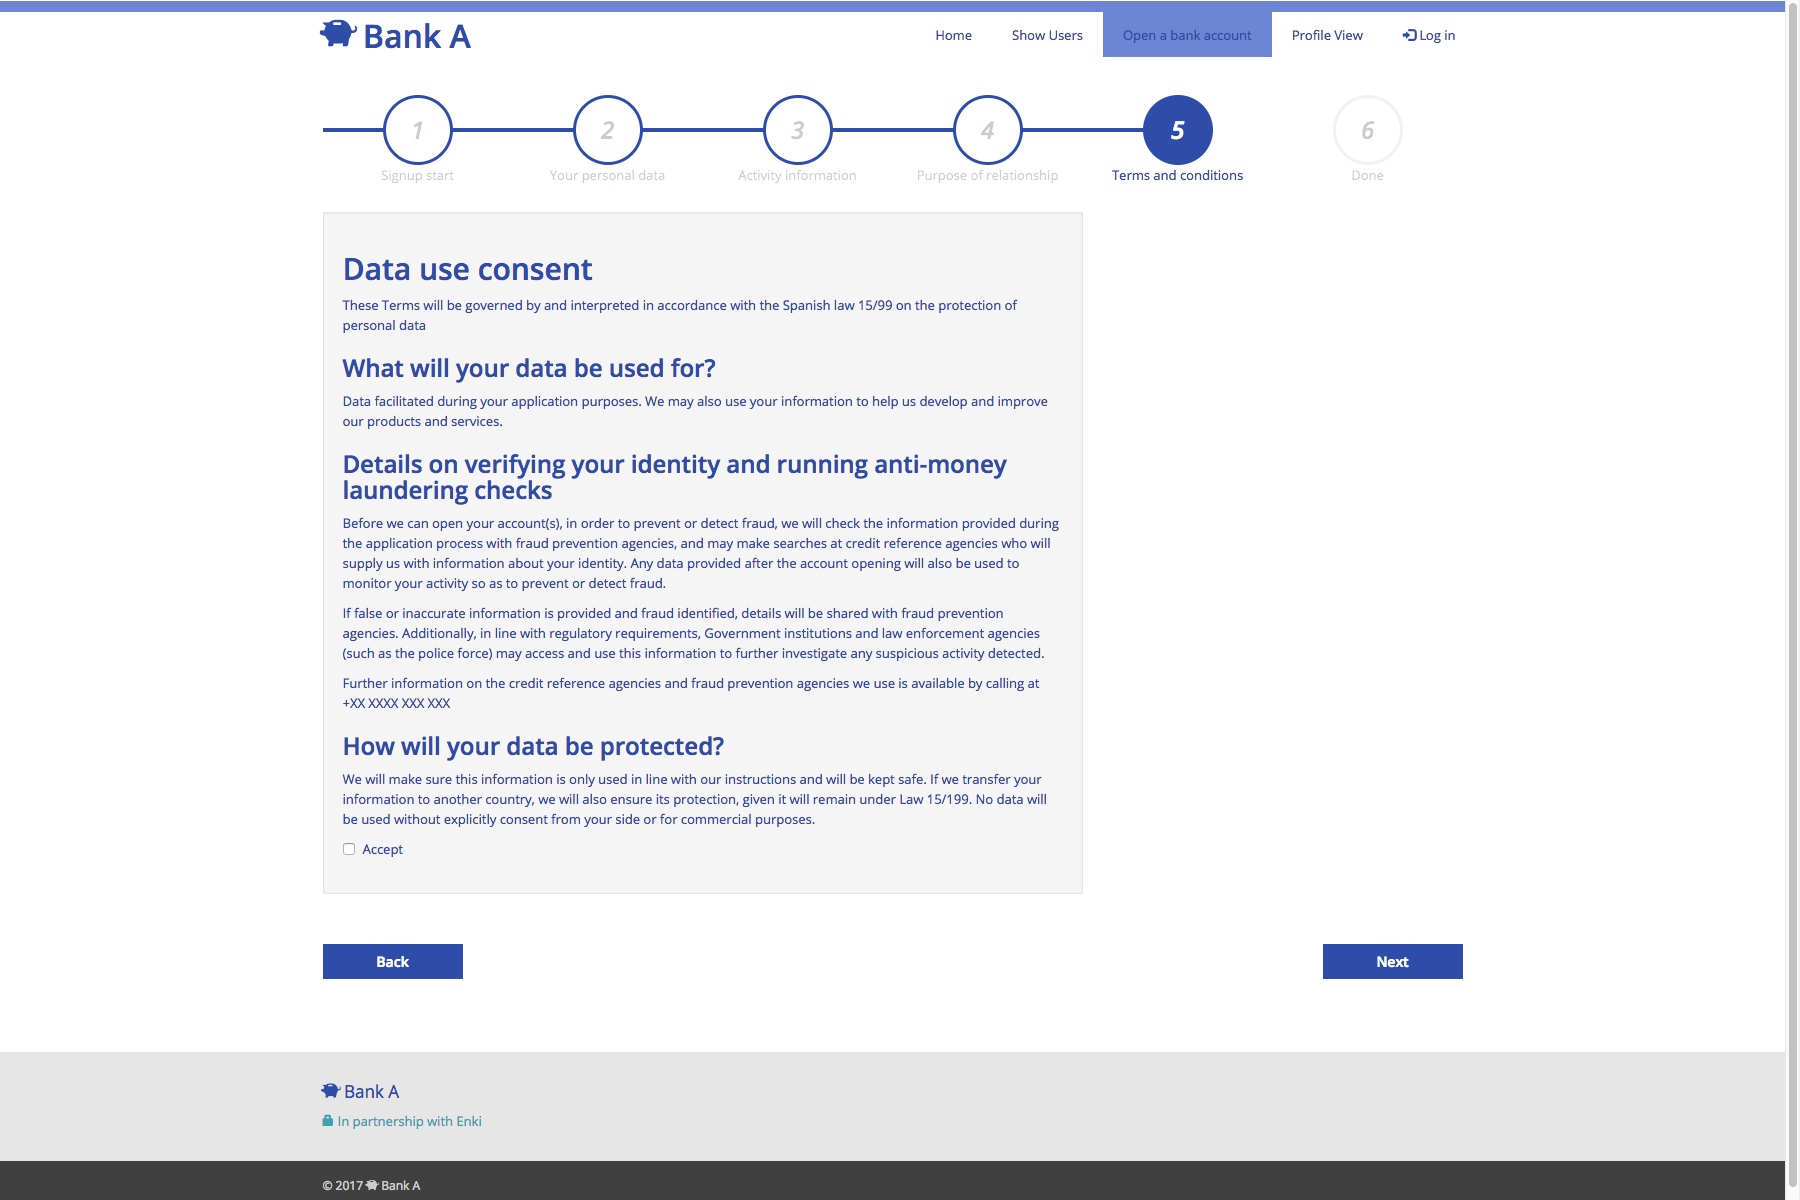 Bank A
Home Show Users Open a bank account Profile View Log in
1 2 3 4 5 6
Signup start Your personal data Activity information Purpose of relationship Terms and conditions Done
Data use consent
These Terms will be governed by and interpreted in accordance with the Spanish law 15/99 on the protection of
personal data
What will your data be used for?
Data facilitated during your application purposes. We may also use your information to help us develop and improve
our products and services.
Details on verifying your identity and running anti-money
laundering checks
Before we can open your account(s), in order to prevent or detect fraud, we will check the information provided during
the application process with fraud prevention agencies, and may make searches at credit reference agencies who will
supply us with information about your identity. Any data provided after the account opening will also be used to
monitor your activity so as to prevent or detect fraud.
If false or inaccurate information is provided and fraud identified, details will be shared with fraud prevention
agencies. Additionally, in line with regulatory requirements, Government institutions and law enforcement agencies
(such as the police force) may access and use this information to further investigate any suspicious activity detected.
Further information on the credit reference agencies and fraud prevention agencies we use is available by calling at
+XX XXXX XXX XXX
How will your data be protected?
We will make sure this information is only used in line with our instructions and will be kept safe. If we transfer your
information to another country, we will also ensure its protection, given it will remain under Law 15/199. No data will
be used without explicitly consent from your side or for commercial purposes.
Accept
Back Next
Bank A
In partnership with Enki
© 2017 Bank A